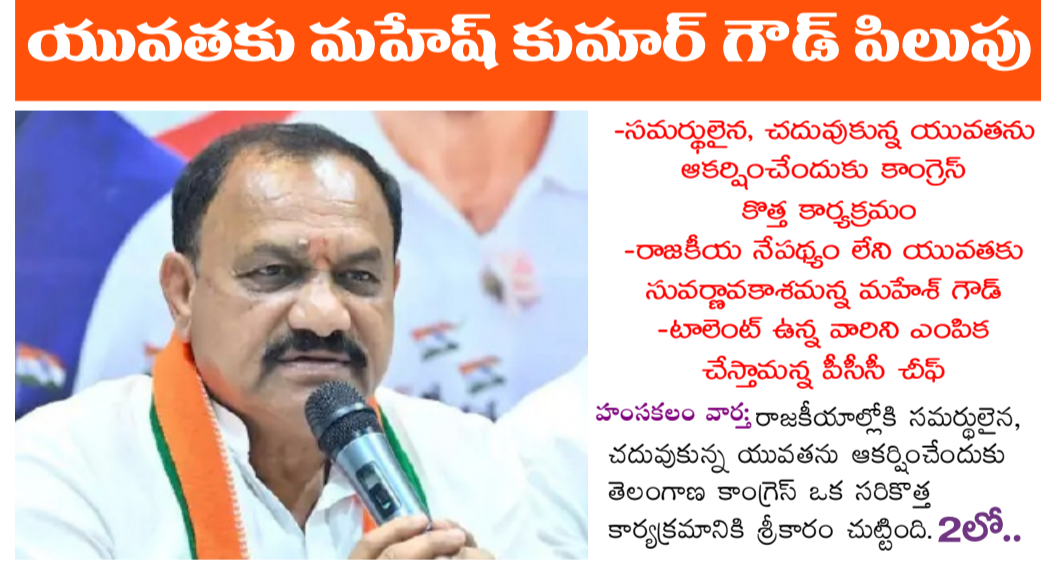 యువతకు మహేష్ కుమార్ గౌడ్ పిలుపు
-సమర్థులైన, చదువుకున్న యువతను
ఆకర్షించేందుకు కాంగ్రెస్
కొత్త కార్యక్రమం
-రాజకీయ నేపథ్యం లేని యువతకు
సువర్ణావకాశమన్న మహేశ్ గౌడ్
-టాలెంట్ ఉన్న వారిని ఎంపిక
చేస్తామన్న పీసీసీ చీఫ్
హంసకలం వార్త: రాజకీయాల్లోకి సమర్థులైన,
చదువుకున్న యువతను ఆకర్షించేందుకు
తెలంగాణ కాంగ్రెస్ ఒక సరికొత్త
కార్యక్రమానికి శ్రీకారం చుట్టింది. 2లో..